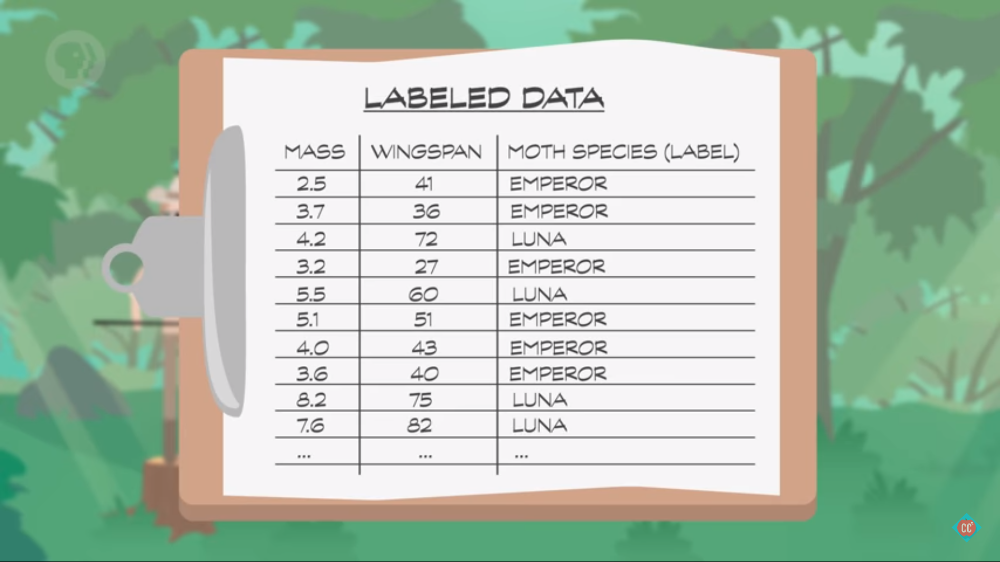 LABELED DATA
MASS WINGSPAN MOTH SPECIES (LABEL)
2.5 41 EMPEROR
3.7 36 EMPEROR
4.2 72 LUNA
3.2 27 EMPEROR
5.5 60 LUNA
5.1 51 EMPEROR
4.0 43 EMPEROR
3.6 40 EMPEROR
8.2 75 LUNA
7.6 82 LUNA
... ... ...
CC